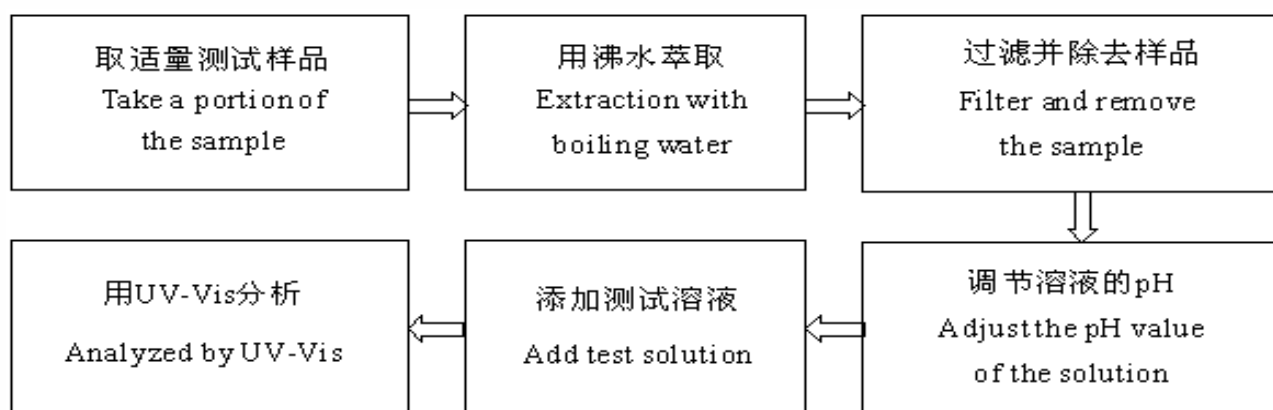 取适量测试样品
Take a portion of
the sample
用沸水萃取
Extraction with
boiling water
过滤并除去样品
Filter and remove
the sample
调节溶液的pH
Adjust the pH value
of the solution
添加测试溶液
Add test solution
用UV-Vis分析
Analyzed by UV-Vis